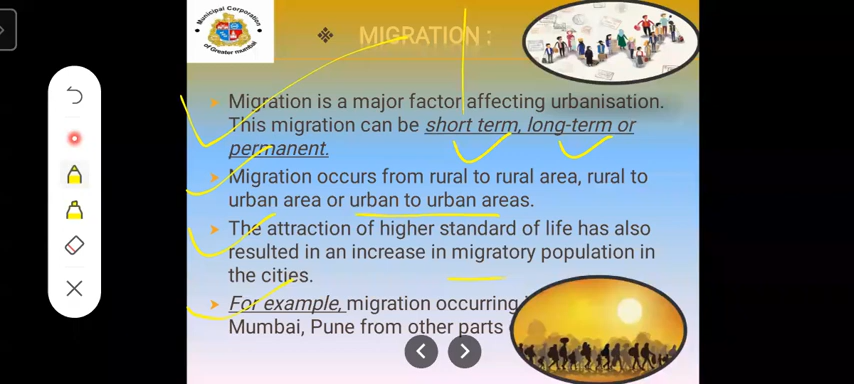 Municipal Corporation
of Greater mumbai
❖ MIGRATION :
Migration is a major factor affecting urbanisation.
This migration can be short term, long-term or
permanent.
Migration occurs from rural to rural area, rural to
urban area or urban to urban areas.
The attraction of higher standard of life has also
resulted in an increase in migratory population in
the cities.
For example, migration occurring
Mumbai, Pune from other parts